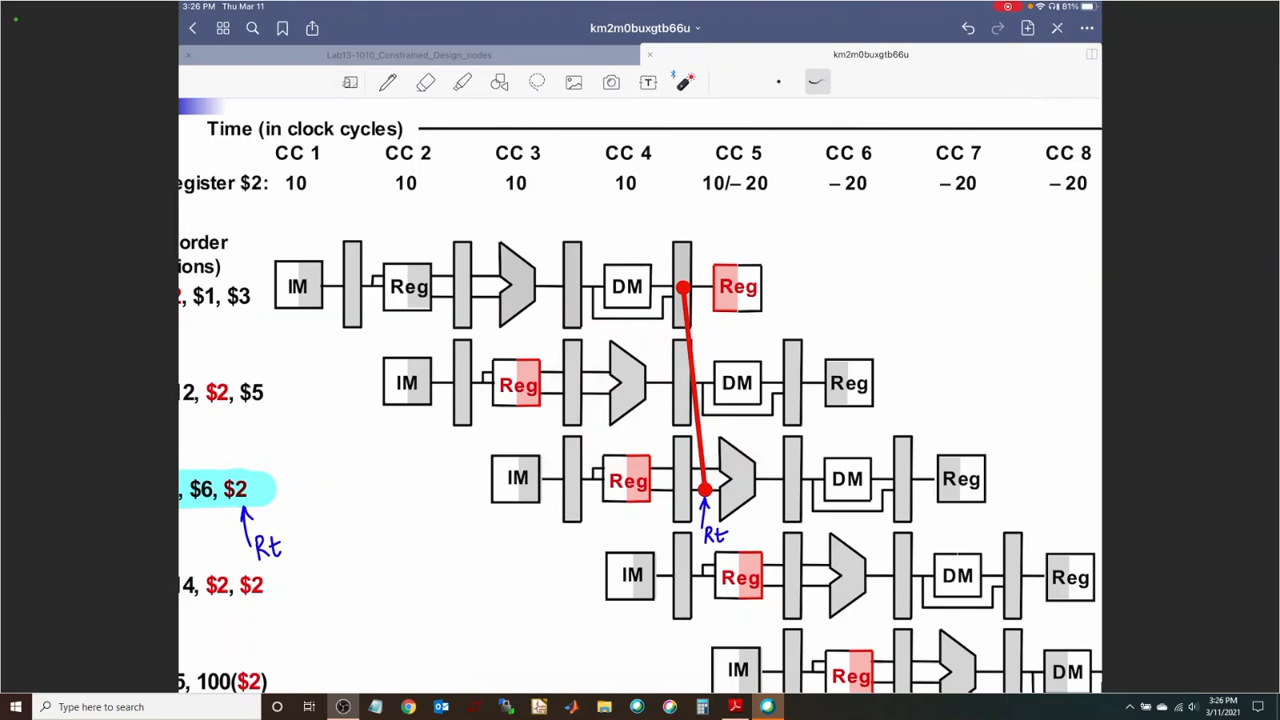 3:26 PM Thu Mar 11
81%
km2m0buxgtb66u
Lab13-1010_Constrained_Design_nodes
km2m0buxgtb66u
T
Time (in clock cycles)
CC 1 CC 2 CC 3 CC 4 CC 5 CC 6 CC 7 CC 8
egister $2: 10 10 10 10 10/– 20 – 20 – 20 – 20
order
ions)
2, $1, $3
IM Reg DM Reg
12, $2, $5
IM Reg DM Reg
, $6, $2
IM Reg DM Reg
Rt
Rt
14, $2, $2
IM Reg DM Reg
5, 100($2)
IM Reg DM
Type here to search
3:26 PM
3/11/2021